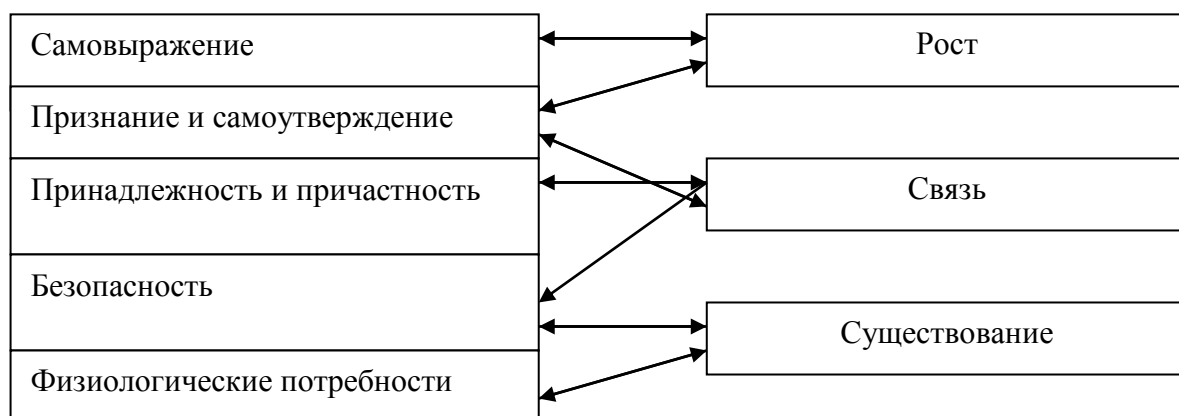 Самовыражение
Признание и самоутверждение
Принадлежность и причастность
Безопасность
Физиологические потребности
Рост
Связь
Существование